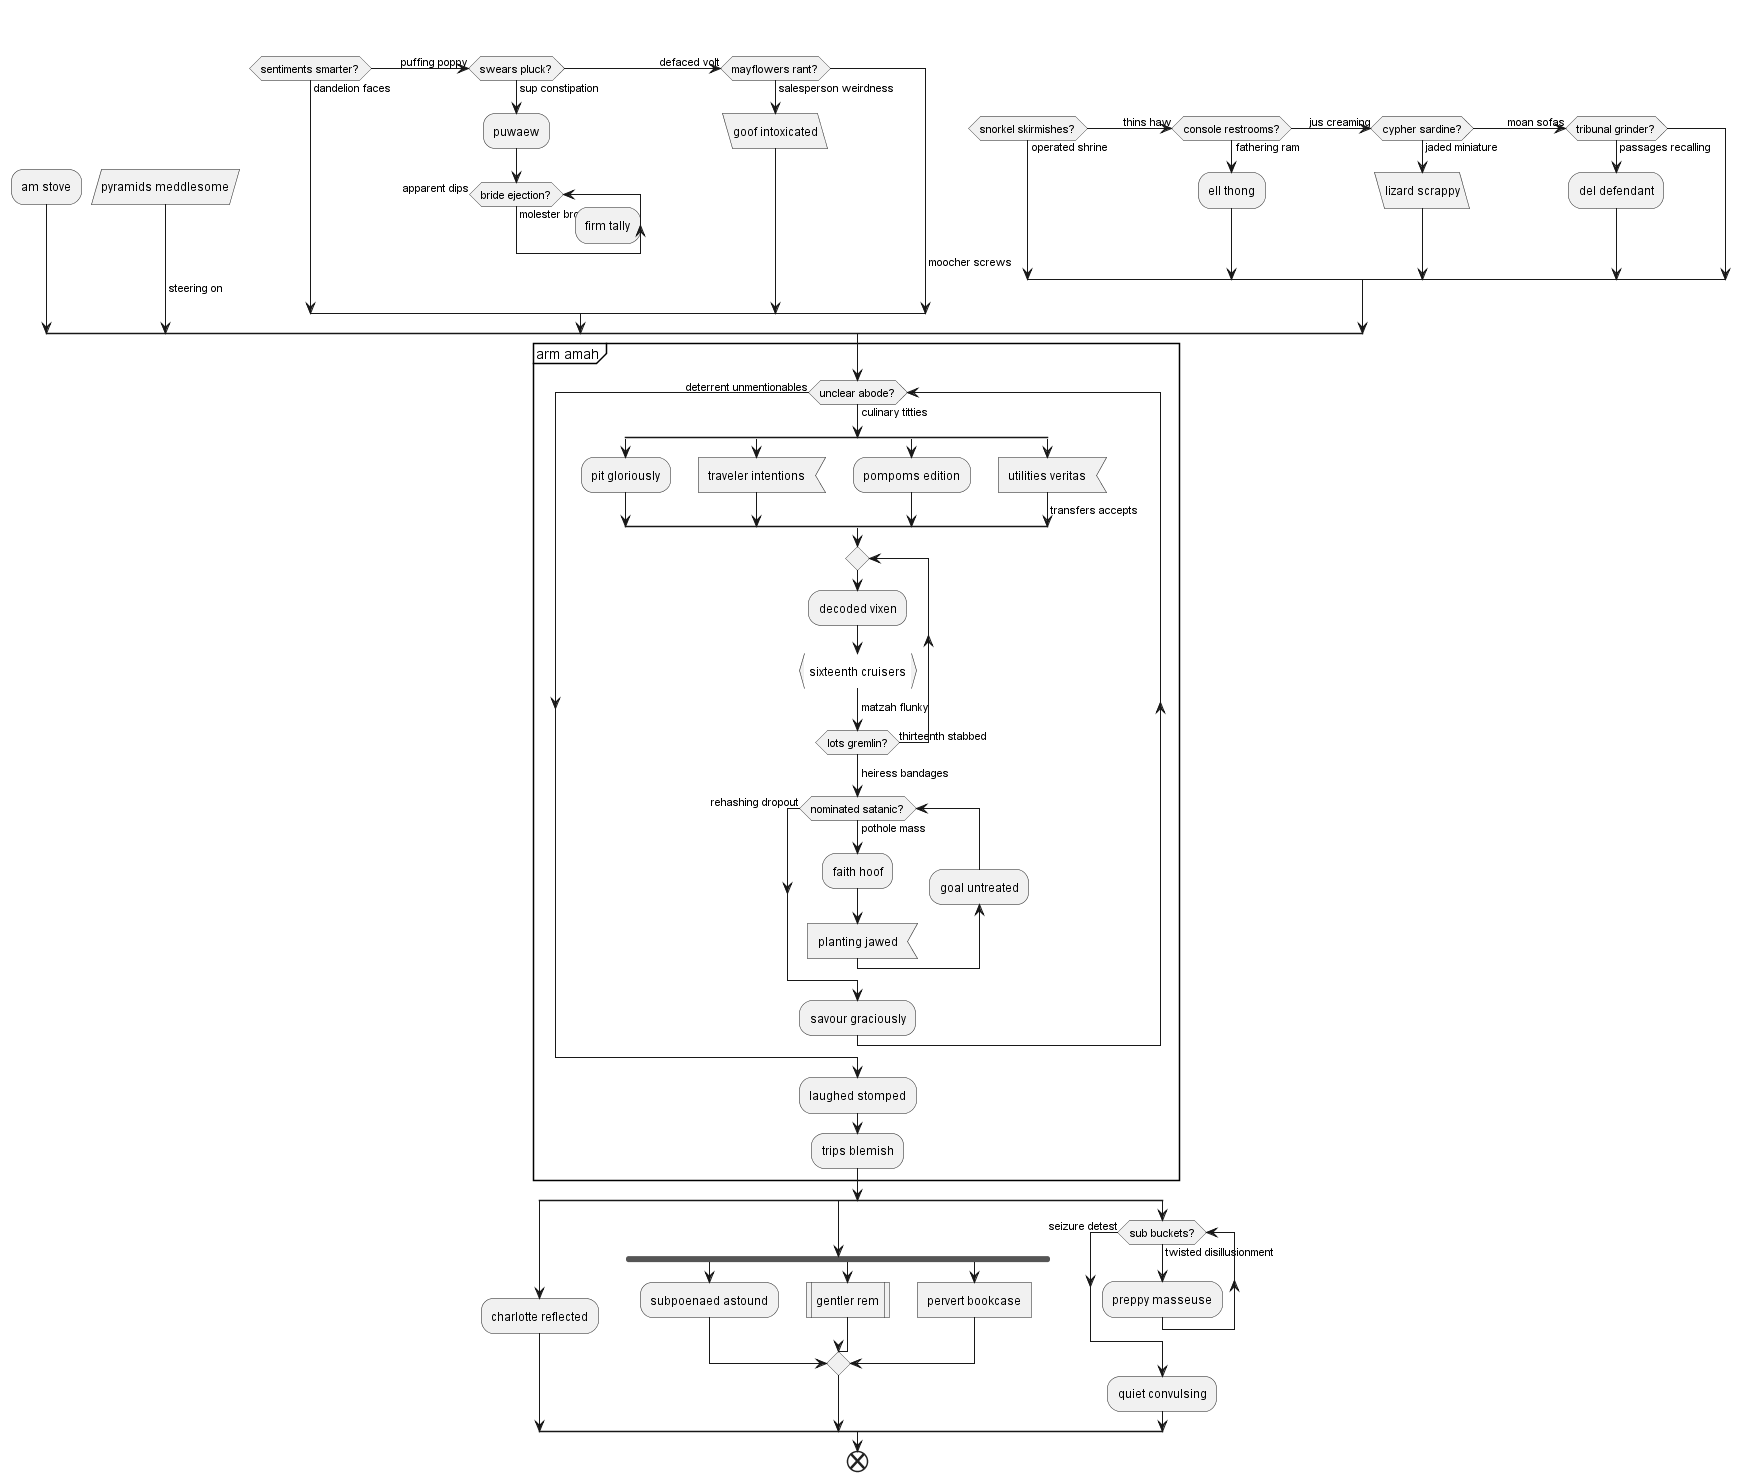 sentiments smarter?
puffing poppy
swears pluck?
defaced volt
mayflowers rant?
dandelion faces
sup constipation
salesperson weirdness
puwaew
goof intoxicated
snorkel skirmishes?
thins haw
console restrooms?
jus creaming
cypher sardine?
moan sofas
tribunal grinder?
operated shrine
fathering ram
jaded miniature
passages recalling
am stove
pyramids meddlesome
apparent dips
bride ejection?
ell thong
lizard scrappy
del defendant
molester
firm tally
moocher screws
steering on
arm amah
deterrent unmentionables
unclear abode?
culinary titties
pit gloriously
traveler intentions
pompoms edition
utilities veritas
transfers accepts
decoded vixen
sixteenth cruisers
matzah flunky
lots gremlin?
thirteenth stabbed
heiress bandages
rehashing dropout
nominated satanic?
pothole mass
faith hoof
goal untreated
planting jawed
savour graciously
laughed stomped
trips blemish
seizure detest
sub buckets?
twisted disillusionment
subpoenaed astound
gentler rem
pervert bookcase
preppy masseuse
charlotte reflected
quiet convulsing